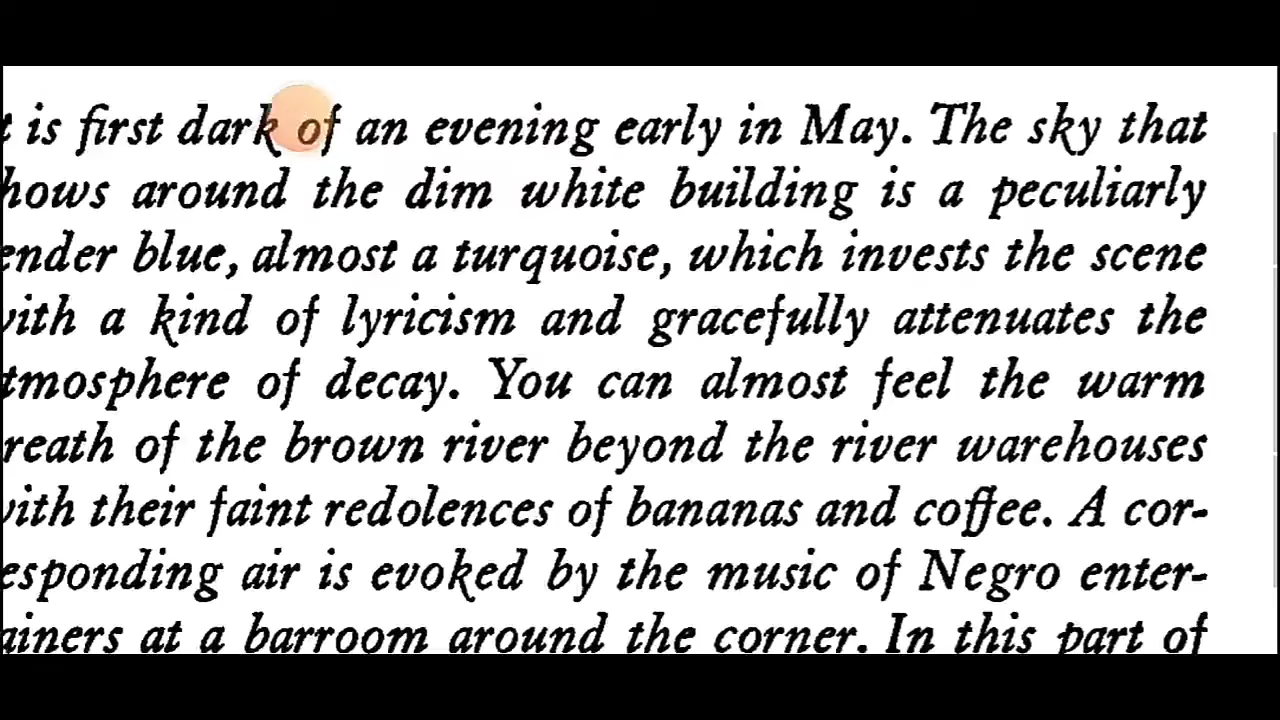 t is first dark of an evening early in May. The sky that
hows around the dim white building is a peculiarly
ender blue, almost a turquoise, which invests the scene
vith a kind of lyricism and gracefully attenuates the
tmosphere of decay. You can almost feel the warm
reath of the brown river beyond the river warehouses
vith their faint redolences of bananas and coffee. A cor-
esponding air is evoked by the music of Negro enter-
ainers at a barroom around the corner. In this part of